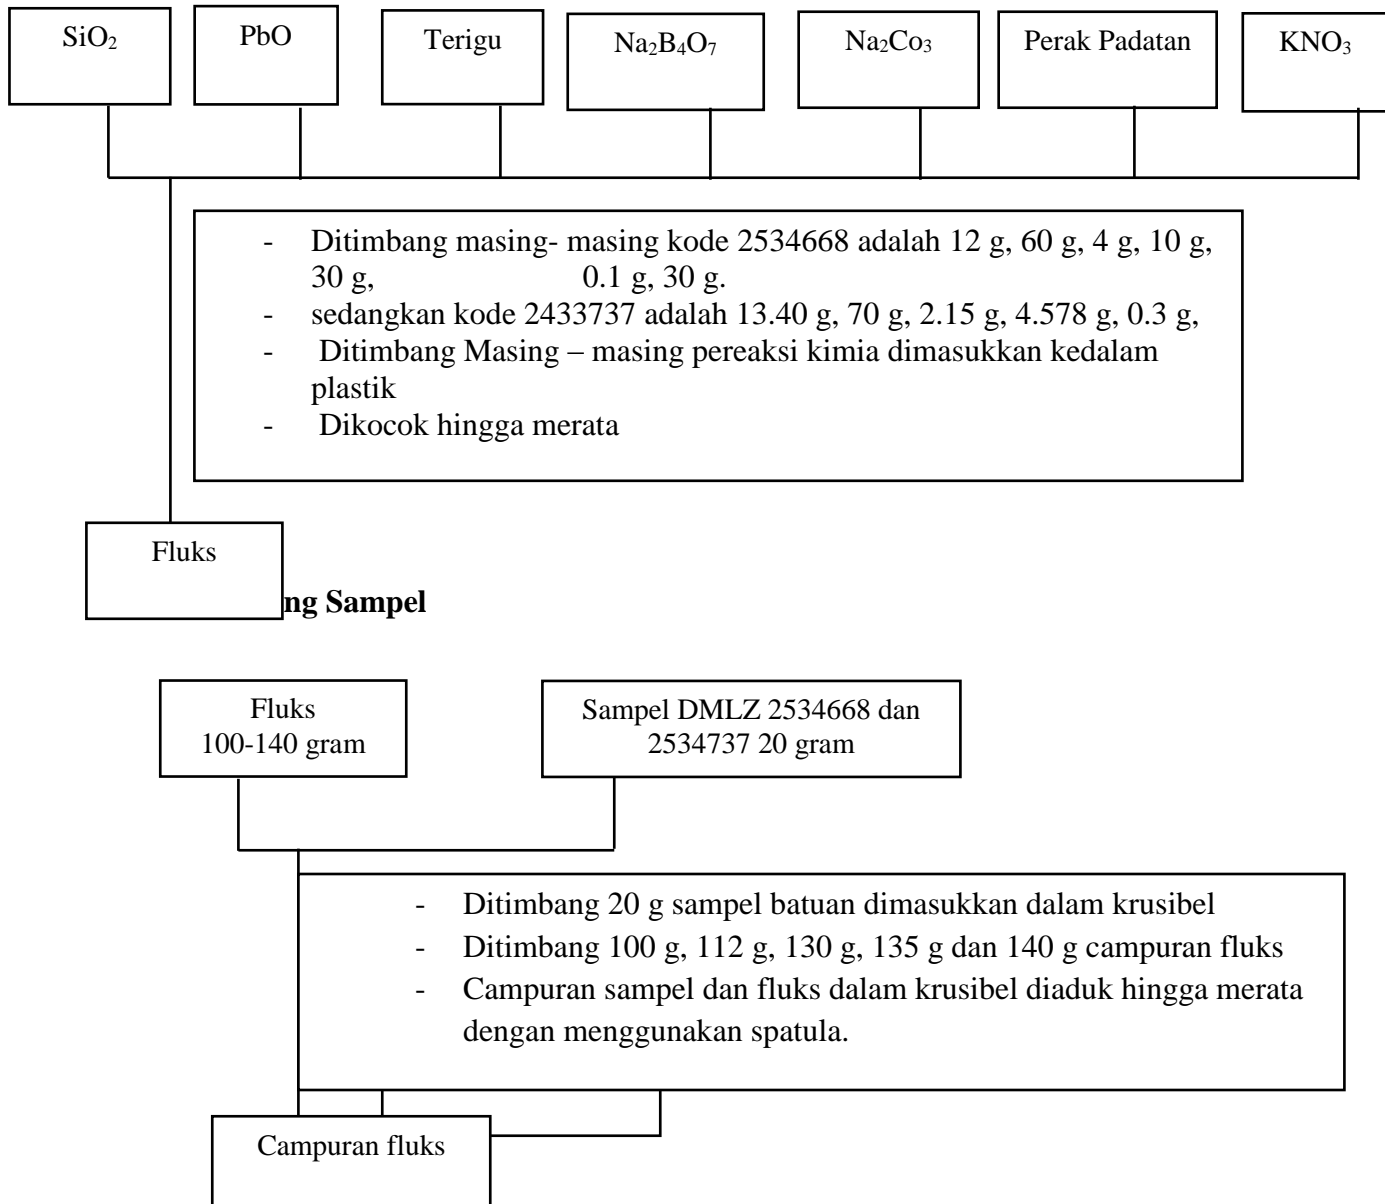 SiO₂
PbO
Terigu
Na₂B₄O₇
Na₂Co₃
Perak Padatan
KNO₃
- Ditimbang masing- masing kode 2534668 adalah 12 g, 60 g, 4 g, 10 g,
30 g, 0.1 g, 30 g.
- sedangkan kode 2433737 adalah 13.40 g, 70 g, 2.15 g, 4.578 g, 0.3 g,
- Ditimbang Masing – masing pereaksi kimia dimasukkan kedalam
plastik
- Dikocok hingga merata
Fluks
ng Sampel
Fluks
100-140 gram
Sampel DMLZ 2534668 dan
2534737 20 gram
- Ditimbang 20 g sampel batuan dimasukkan dalam krusibel
- Ditimbang 100 g, 112 g, 130 g, 135 g dan 140 g campuran fluks
- Campuran sampel dan fluks dalam krusibel diaduk hingga merata
dengan menggunakan spatula.
Campuran fluks